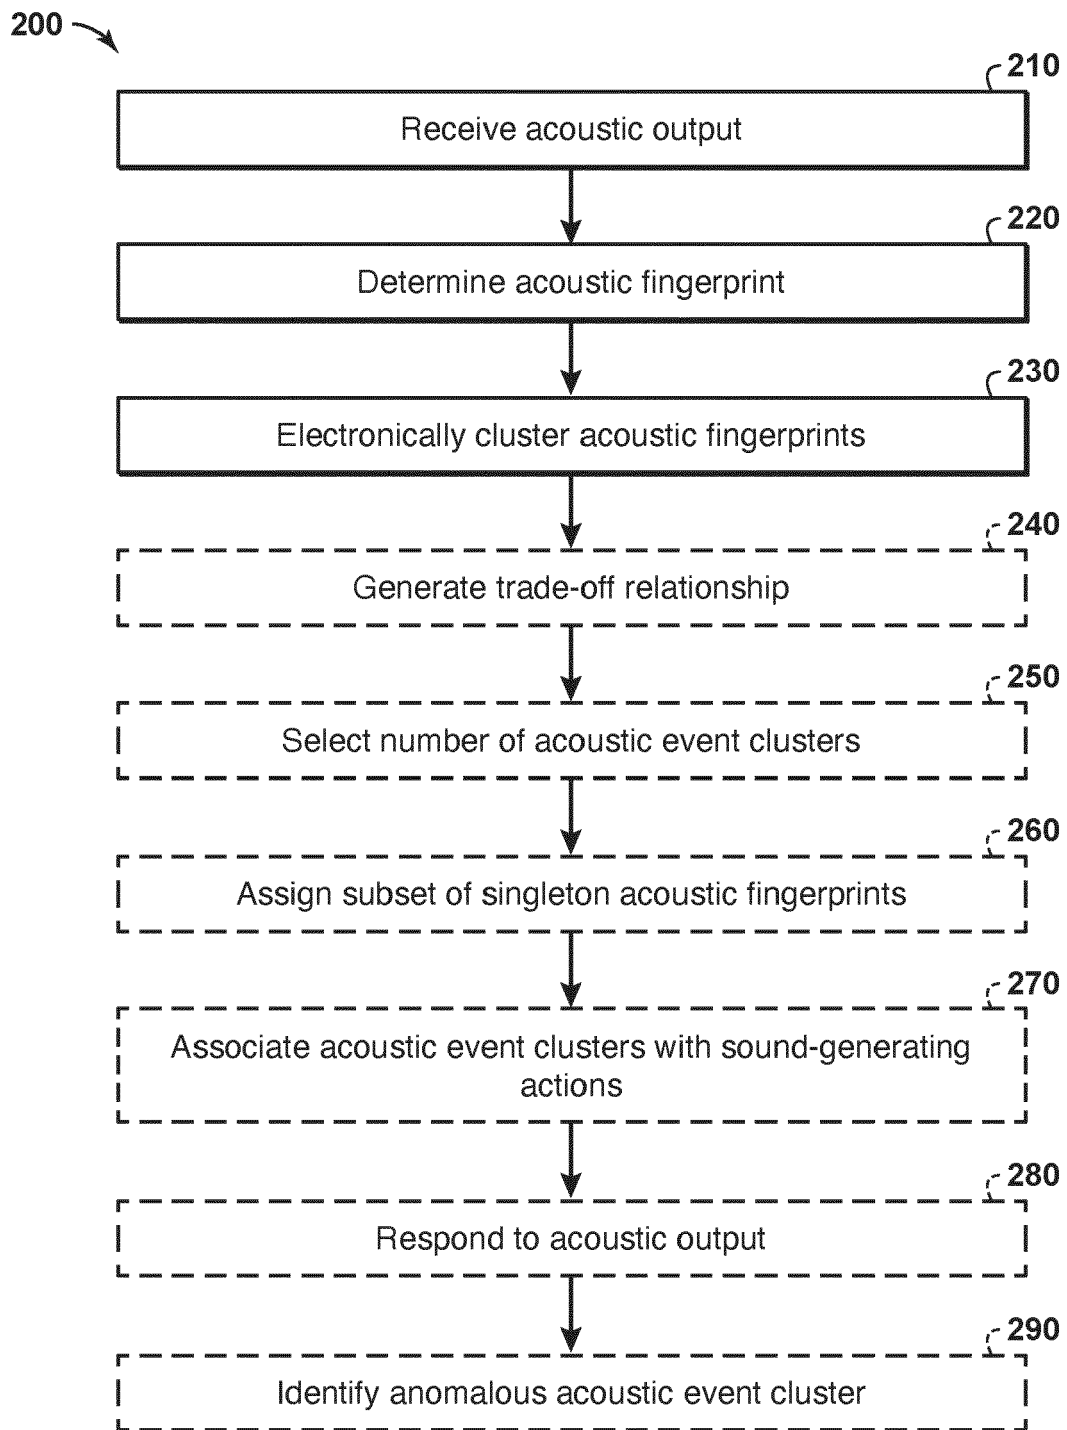 200
210
Receive acoustic output
220
Determine acoustic fingerprint
230
Electronically cluster acoustic fingerprints
240
Generate trade-off relationship
250
Select number of acoustic event clusters
260
Assign subset of singleton acoustic fingerprints
270
Associate acoustic event clusters with sound-generating
actions
280
Respond to acoustic output
290
Identify anomalous acoustic event cluster